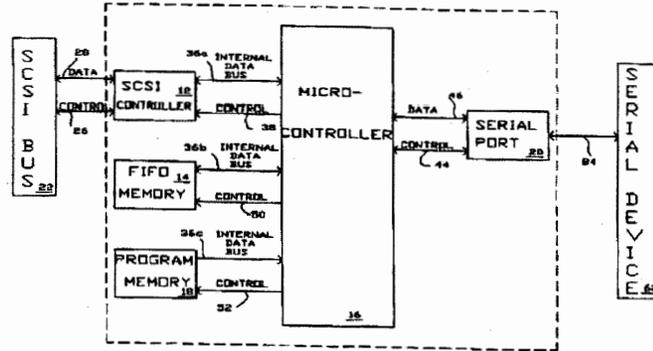 SCSI BUS
22
28
DATA
CONTROL
26
SCSI
12
CONTROLLER
36a
INTERNAL
DATA
BUS
CONTROL
38
FIFO
14
MEMORY
36b
INTERNAL
DATA
BUS
CONTROL
50
PROGRAM
MEMORY
18
36c
INTERNAL
DATA
BUS
CONTROL
52
MICRO-
CONTROLLER
16
DATA
46
CONTROL
44
SERIAL
PORT
20
24
SERIAL DEVICE